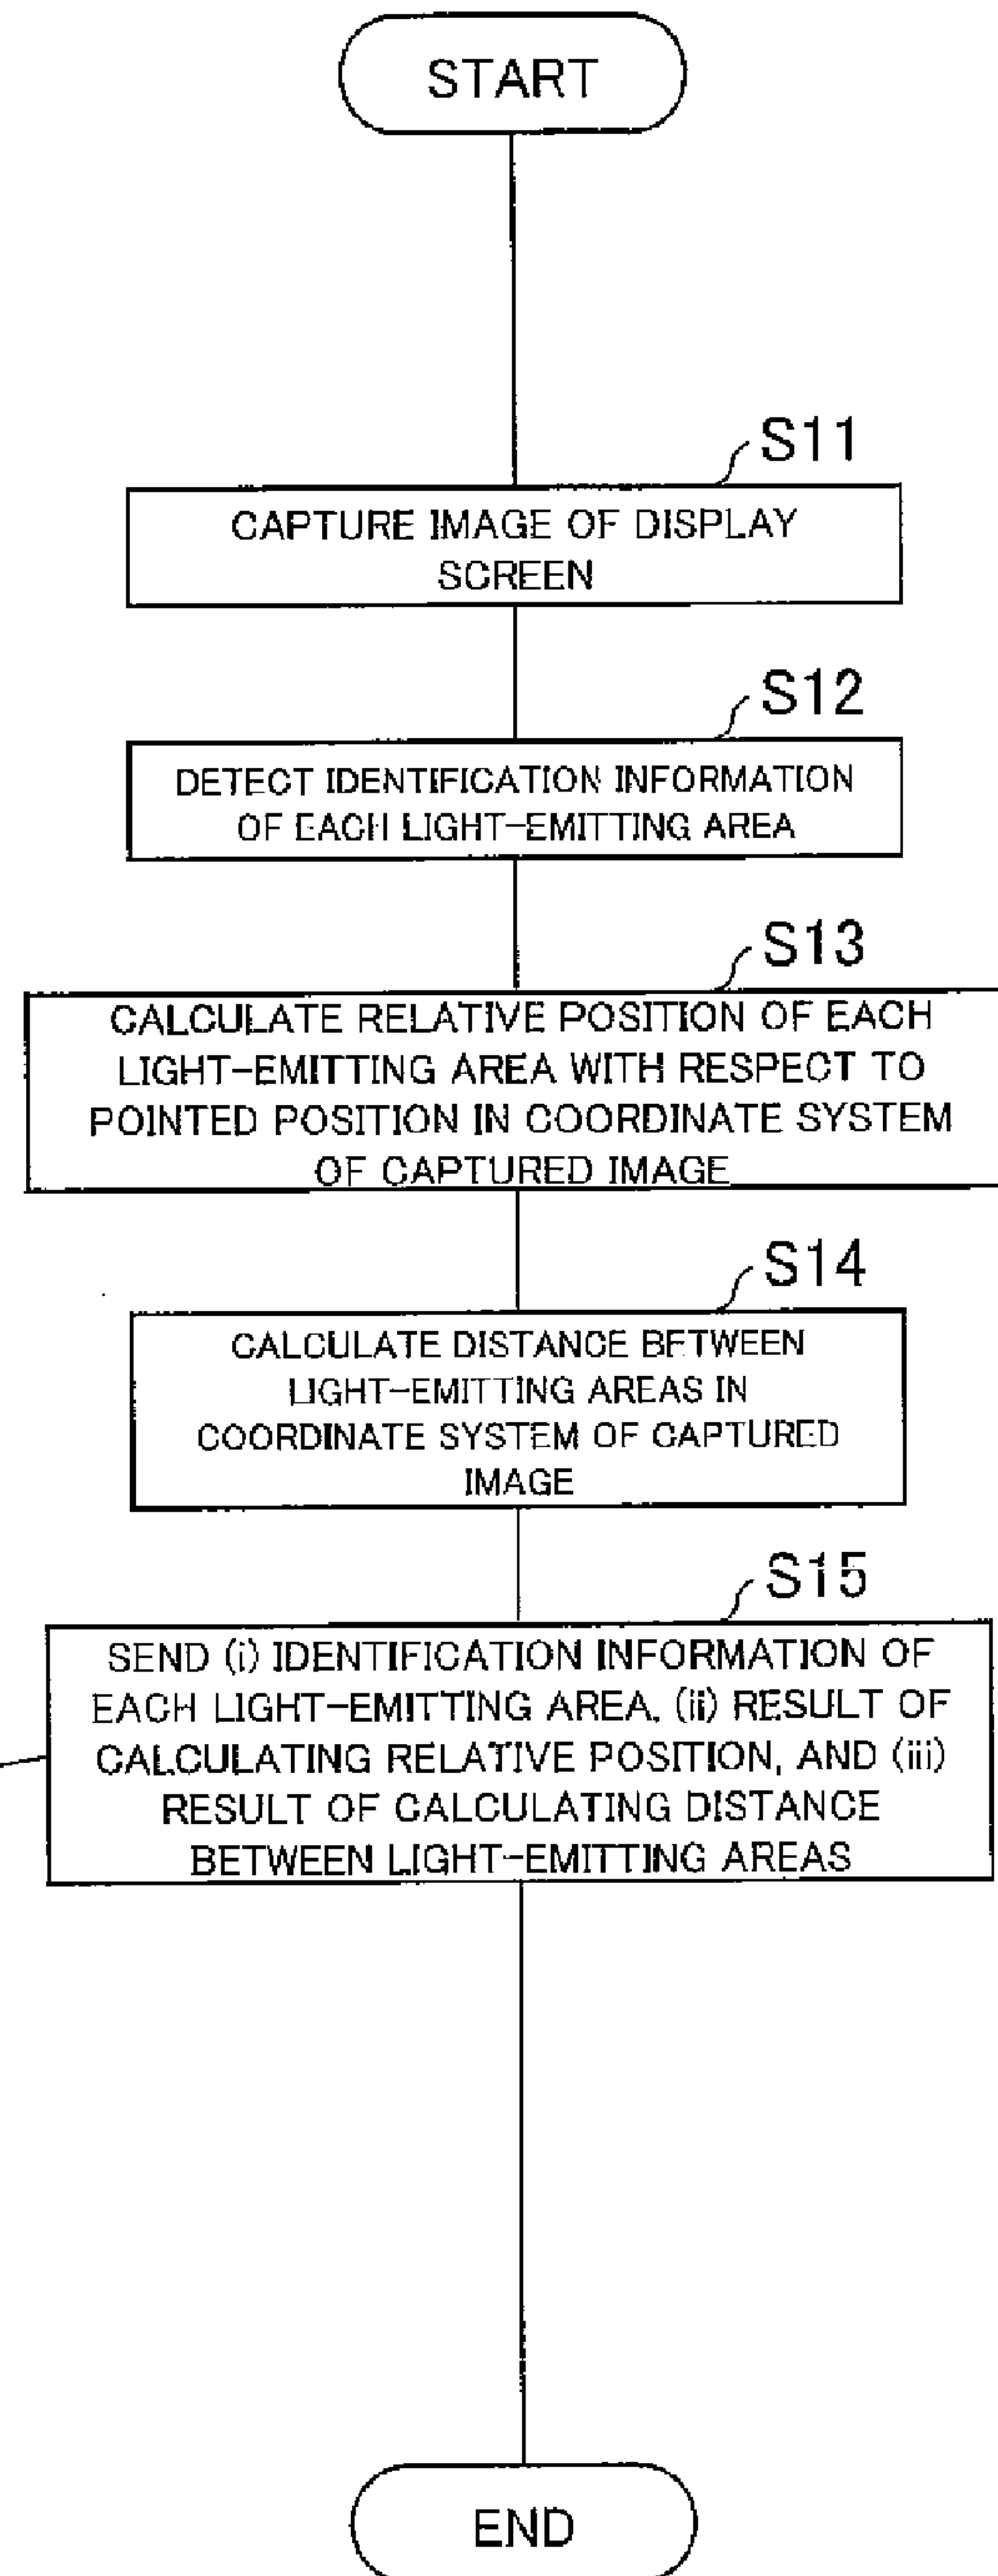 START
S11
CAPTURE IMAGE OF DISPLAY
SCREEN
S12
DETECT IDENTIFICATION INFORMATION
OF EACH LIGHT-EMITTING AREA
S13
CALCULATE RELATIVE POSITION OF EACH
LIGHT-EMITTING AREA WITH RESPECT TO
POINTED POSITION IN COORDINATE SYSTEM
OF CAPTURED IMAGE
S14
CALCULATE DISTANCE BETWEEN
LIGHT-EMITTING AREAS IN
COORDINATE SYSTEM OF CAPTURED
IMAGE
S15
SEND (i) IDENTIFICATION INFORMATION OF
EACH LIGHT-EMITTING AREA, (ii) RESULT OF
CALCULATING RELATIVE POSITION, AND (iii)
RESULT OF CALCULATING DISTANCE
BETWEEN LIGHT-EMITTING AREAS
END